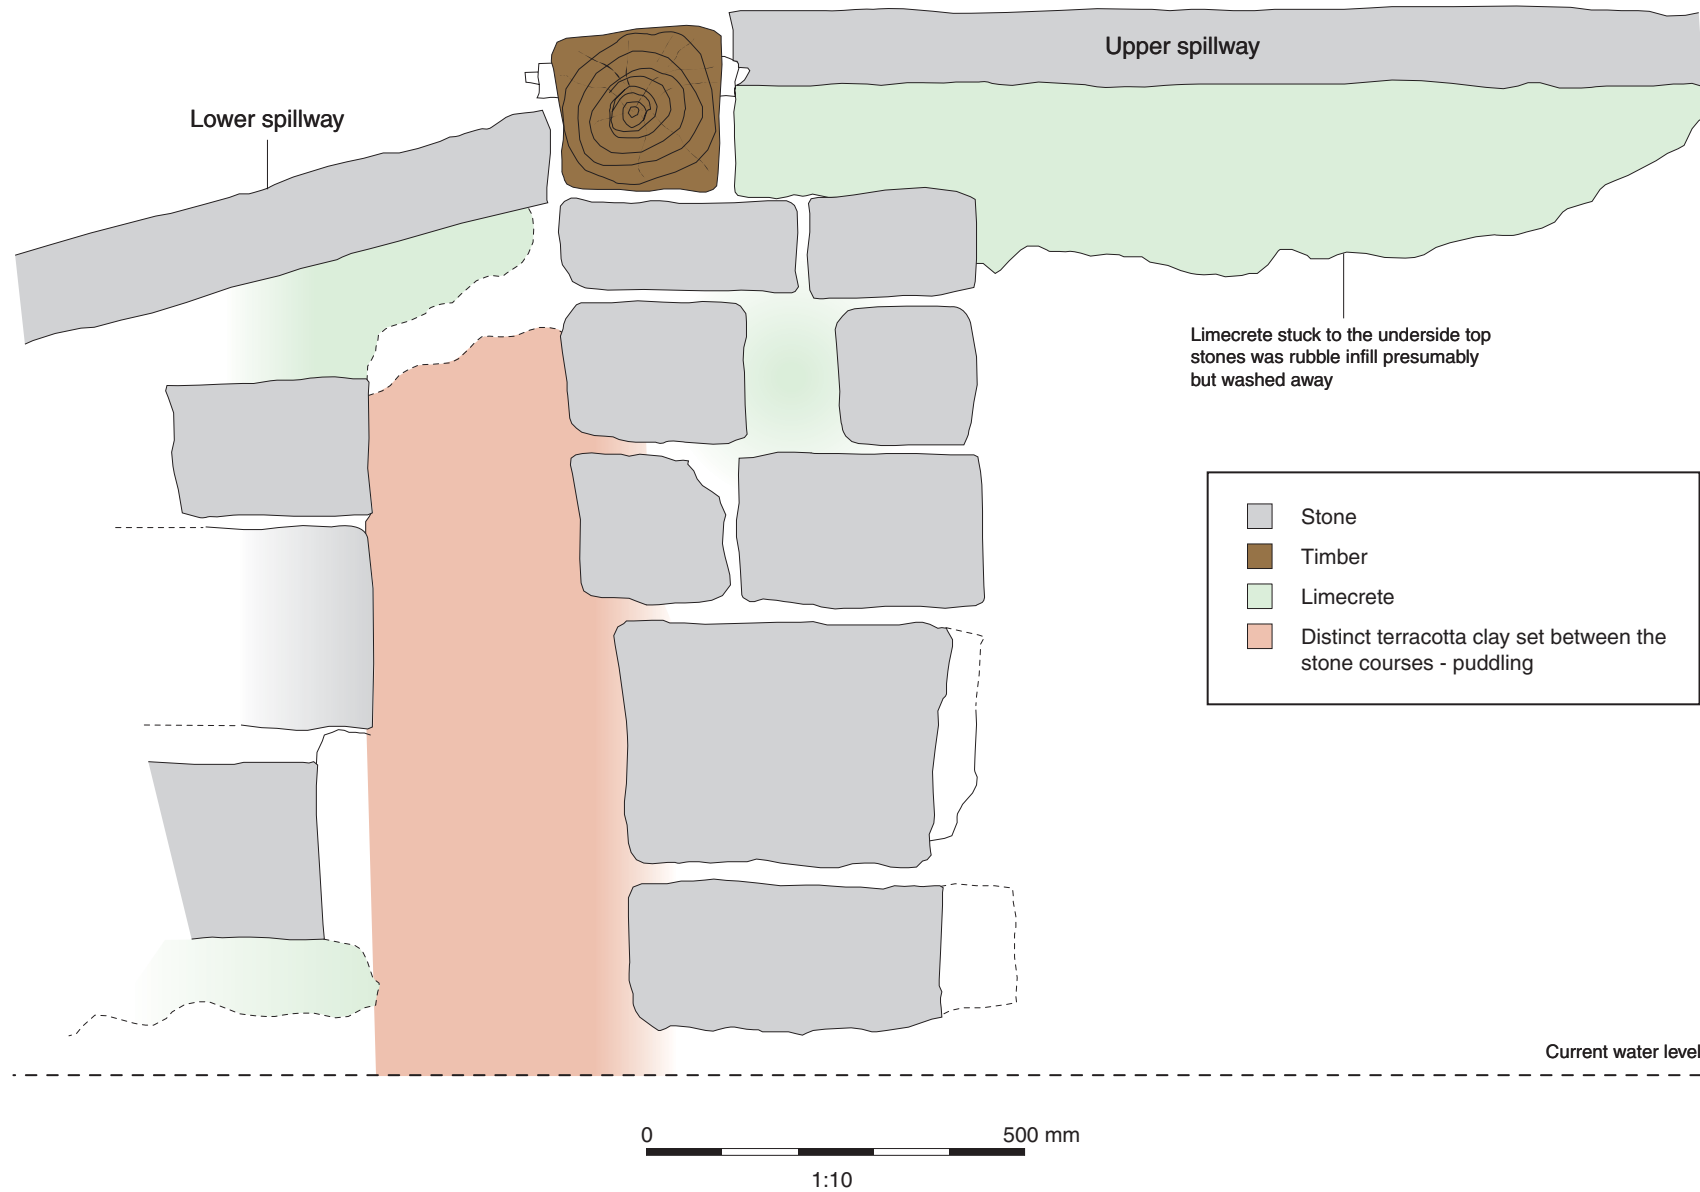 Upper spillway
Lower spillway
Limecrete stuck to the underside top
stones was rubble infill presumably
but washed away
Stone
Timber
Limecrete
Distinct terracotta clay set between the
stone courses - puddling
Current water level
0 500 mm
1:10